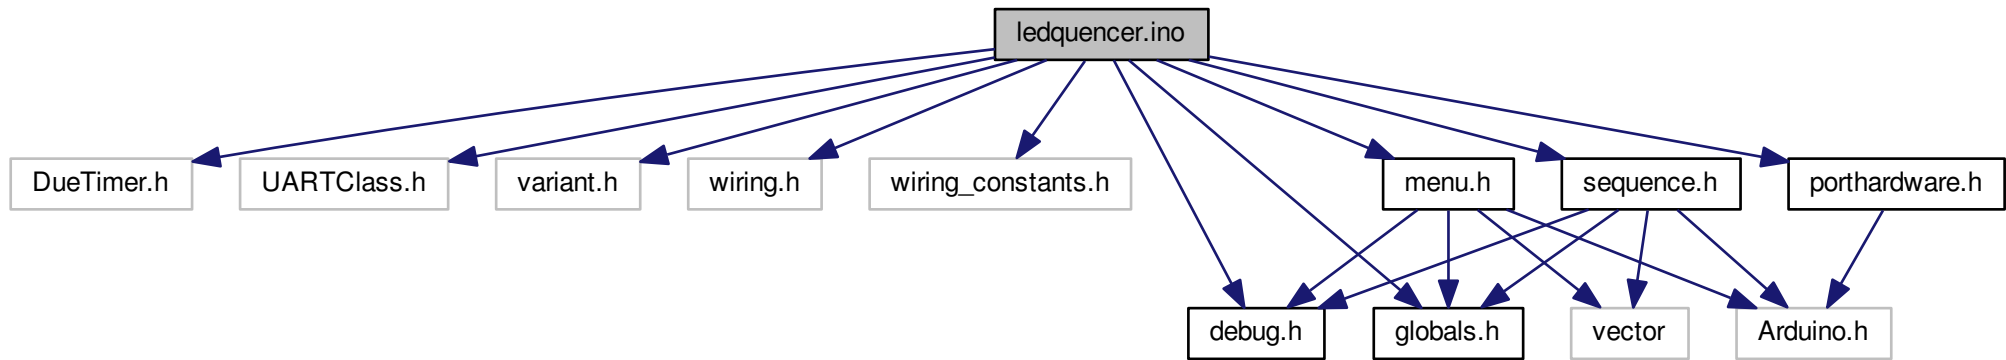 ledquencer.ino
DueTimer.h
UARTClass.h
variant.h
wiring.h
wiring_constants.h
menu.h
sequence.h
porthardware.h
debug.h
globals.h
vector
Arduino.h